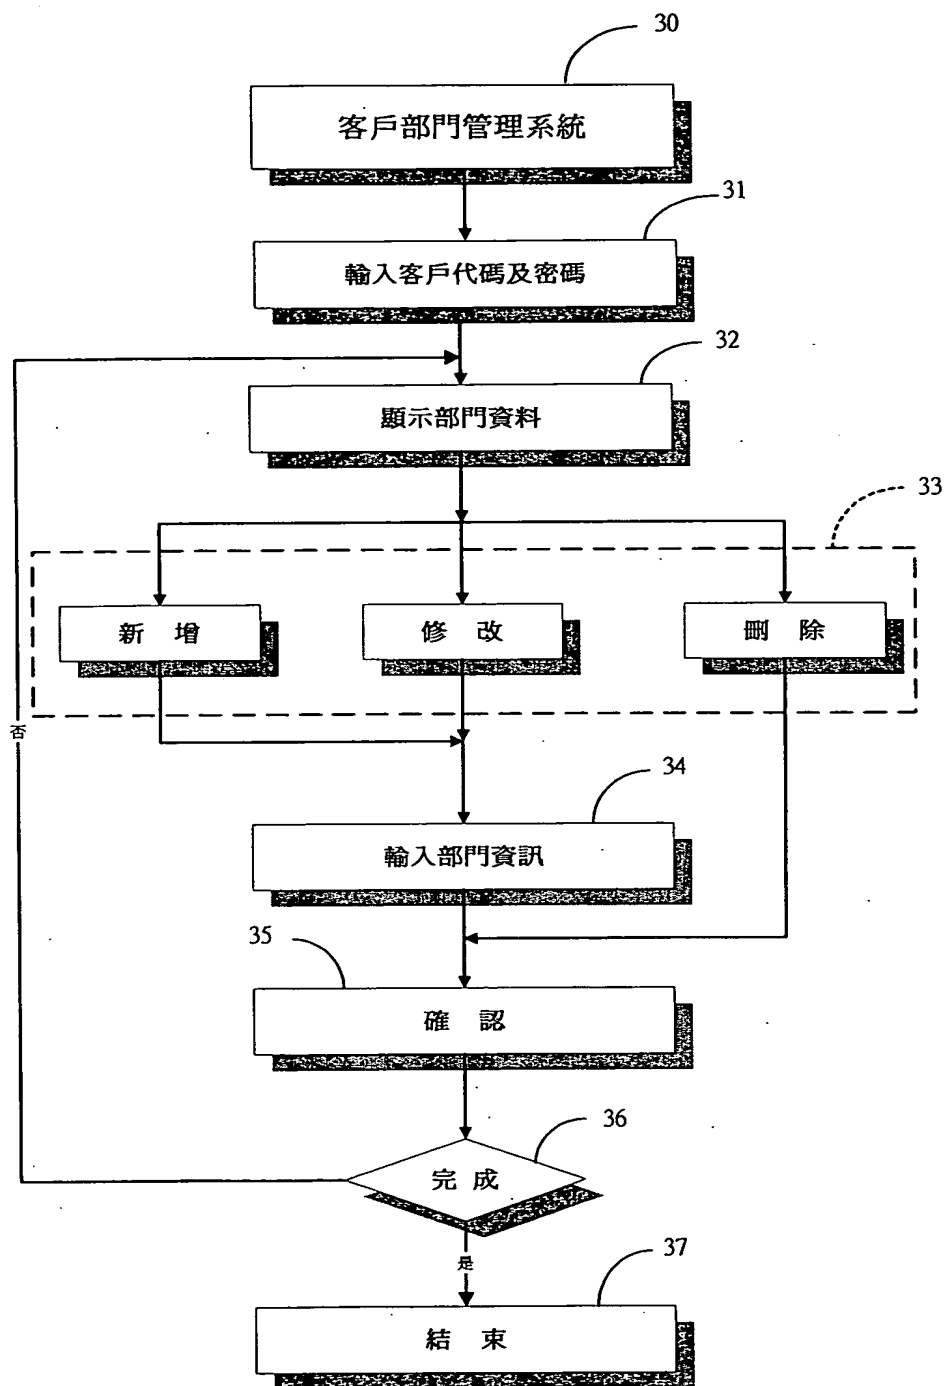 30
客戶部門管理系統
31
輸入客戶代碼及密碼
32
顯示部門資料
33
新 增
修 改
刪 除
否
34
輸入部門資訊
35
確 認
36
完 成
是
37
結 束